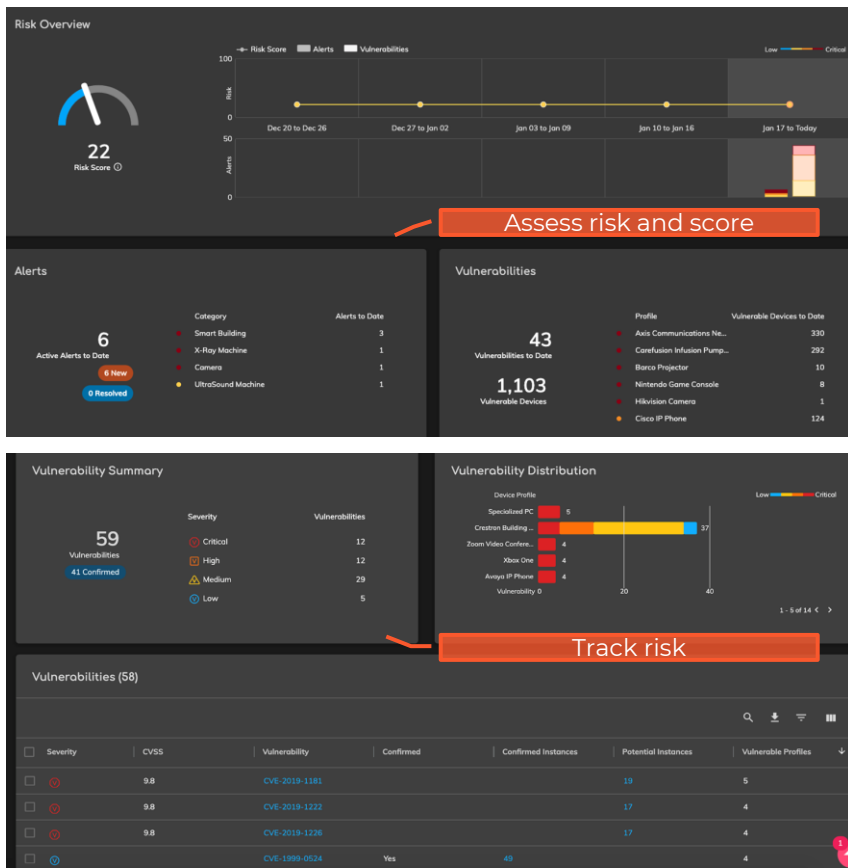 Risk Overview
Risk Score Alerts Vulnerabilities Low Critical
100
Risk
0
Dec 20 to Dec 26 Dec 27 to Jan 02 Jan 03 to Jan 09 Jan 10 to Jan 16 Jan 17 to Today
50
Alerts
0
22
Risk Score
Assess risk and score
Alerts
6
Active Alerts to Date
6 New
0 Resolved
Category Alerts to Date
Smart Building 3
X-Ray Machine 1
Camera 1
UltraSound Machine 1
Vulnerabilities
43
Vulnerabilities to Date
1,103
Vulnerable Devices
Profile Vulnerable Devices to Date
Axis Communications Ne... 330
Carefusion Infusion Pump... 292
Barco Projector 10
Nintendo Game Console 8
Hikvision Camera 1
Cisco IP Phone 124
Vulnerability Summary
59
Vulnerabilities
41 Confirmed
Severity Vulnerabilities
Critical 12
High 12
Medium 29
Low 5
Vulnerability Distribution
Device Profile Low Critical
Specialized PC 5
Crestron Building ... 37
Zoom Video Confere... 4
Xbox One 4
Avaya IP Phone 4
Vulnerability 0 20 40
1 - 5 of 14 < >
Track risk
Vulnerabilities (58)
Severity CVSS Vulnerability Confirmed Confirmed Instances Potential Instances Vulnerable Profiles
9.8 CVE-2019-1181 19 5
9.8 CVE-2019-1222 17 4
9.8 CVE-2019-1226 17 4
CVE-1999-0524 Yes 49 4
1